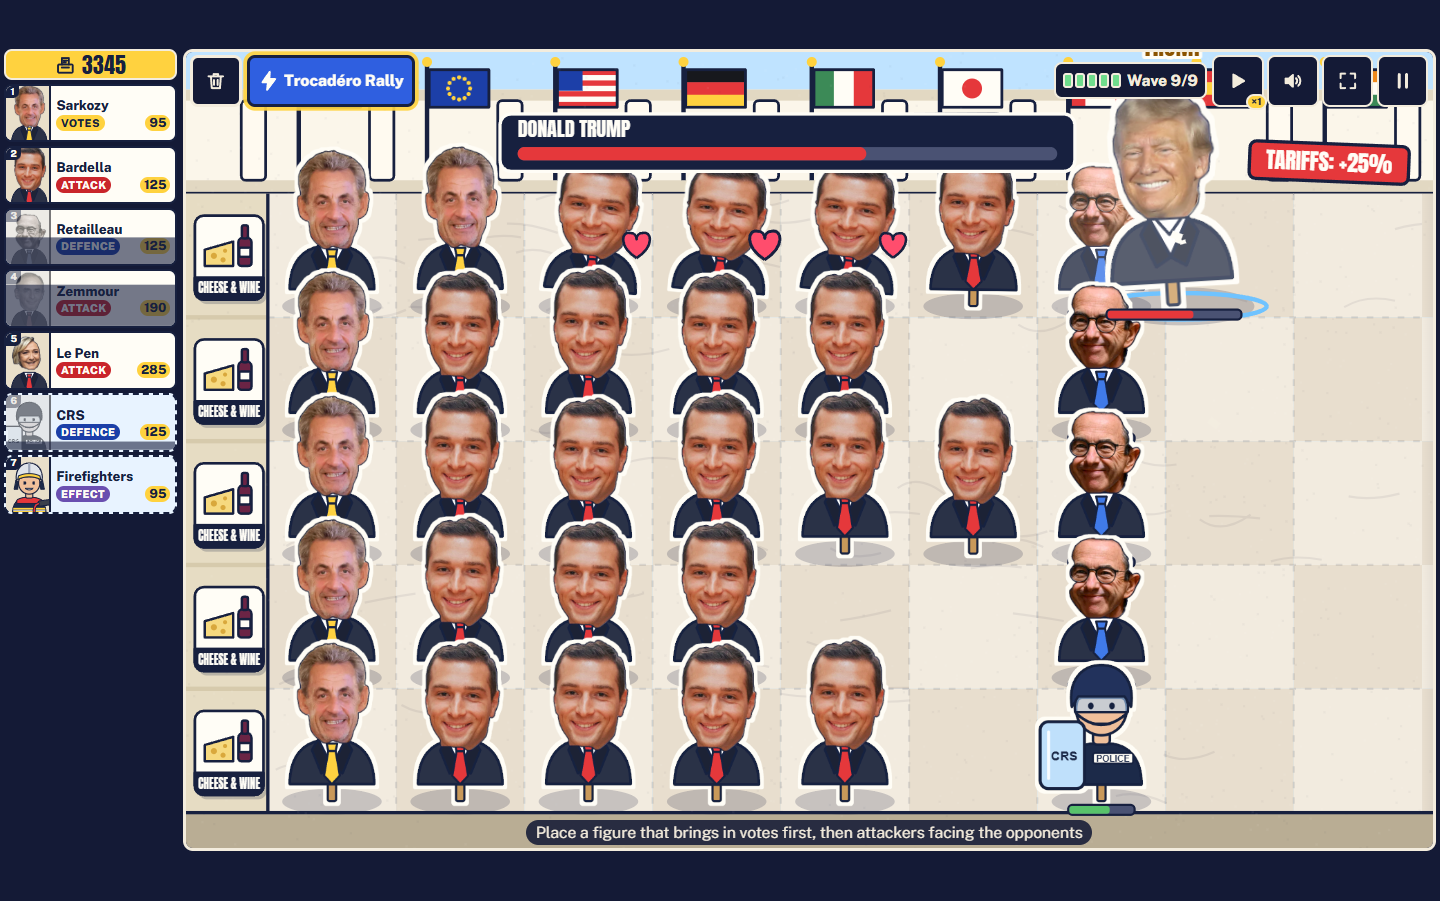 3345
1
Sarkozy
VOTES 95
2
Bardella
ATTACK 125
3
Retailleau
DEFENCE 125
4
Zemmour
ATTACK 190
5
Le Pen
ATTACK 285
6
CRS
DEFENCE 125
7
Firefighters
EFFECT 95
Trocadéro Rally
TRUMP
Wave 9/9
×1
DONALD TRUMP
TARIFFS: +25%
CHEESE & WINE
CHEESE & WINE
CHEESE & WINE
CHEESE & WINE
CHEESE & WINE
CRS
POLICE
Place a figure that brings in votes first, then attackers facing the opponents